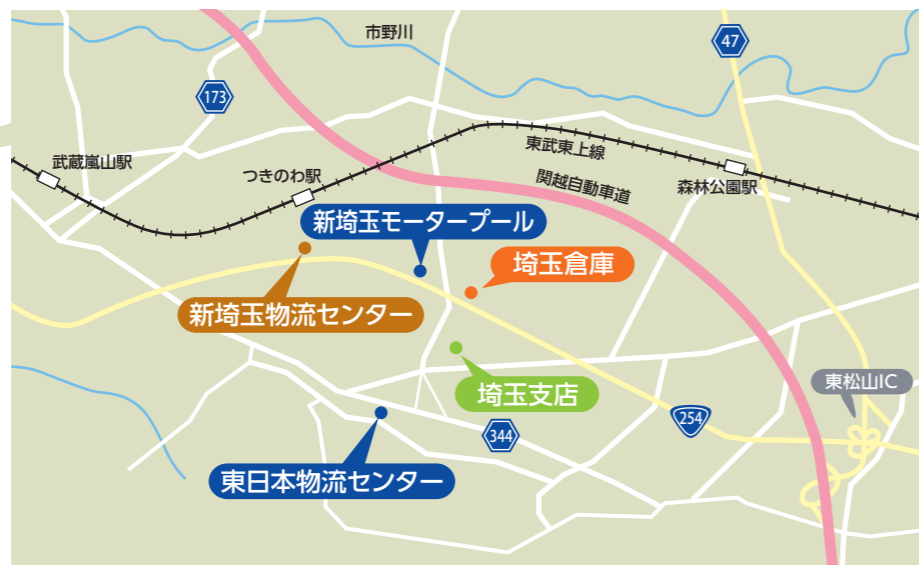 市野川
47
173
東武東上線
武蔵嵐山駅
つきのわ駅
関越自動車道
森林公園駅
新埼玉モータープール
埼玉倉庫
新埼玉物流センター
東松山IC
埼玉支店
254
344
東日本物流センター